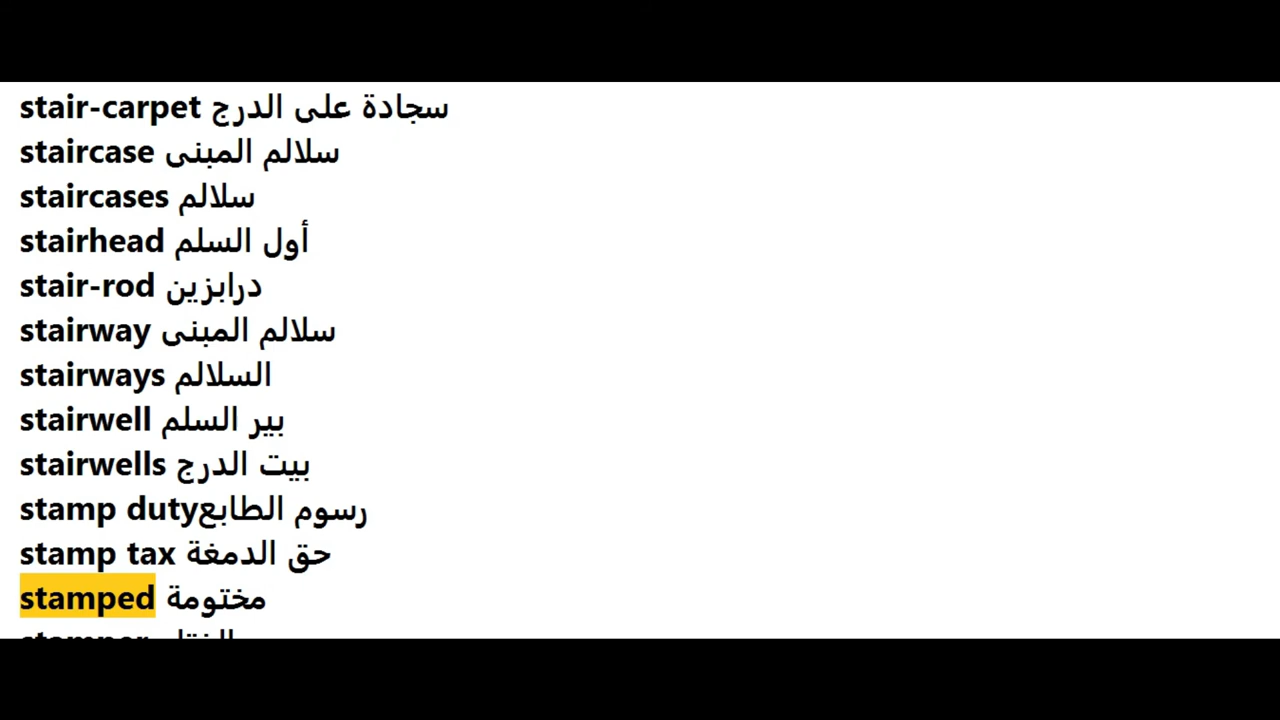 stair-carpet سجادة على الدرج
staircase سلالم المبنى
staircases سلالم
stairhead أول السلم
stair-rod درابزين
stairway سلالم المبنى
stairways السلالم
stairwell بير السلم
stairwells بيت الدرج
stamp dutyرسوم الطابع
stamp tax حق الدمغة
stamped مختومة